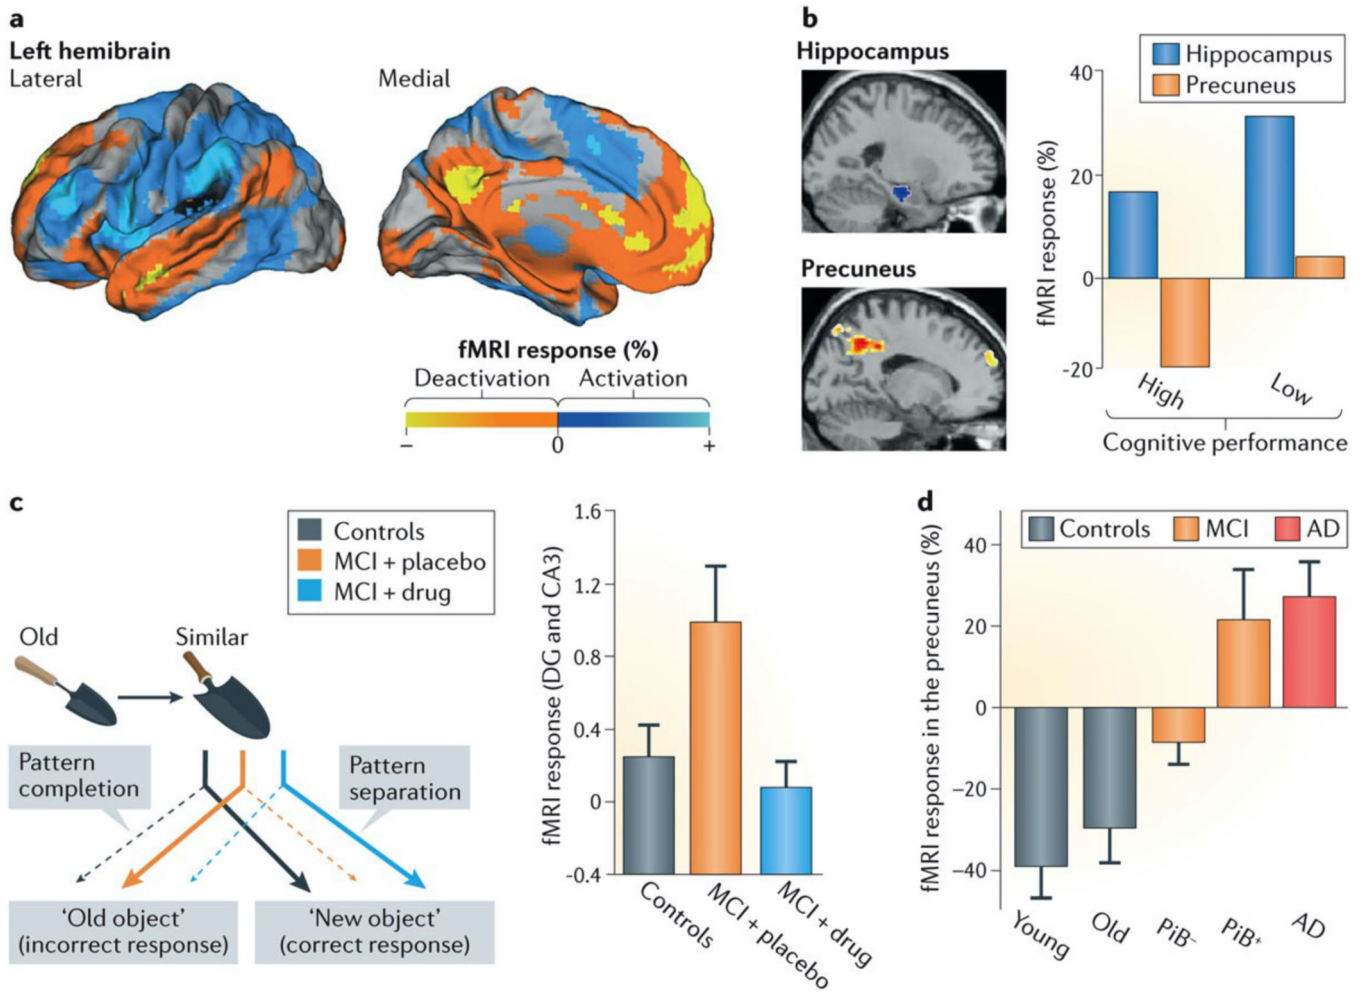 a
Left hemibrain
Lateral
Medial
fMRI response (%)
Deactivation
Activation
–
0
+
b
Hippocampus
Precuneus
Hippocampus
Precuneus
fMRI response (%)
40
20
0
-20
High
Low
Cognitive performance
c
Controls
MCI + placebo
MCI + drug
Old
Similar
Pattern
completion
Pattern
separation
'Old object'
(incorrect response)
'New object'
(correct response)
fMRI response (DG and CA3)
1.6
1.2
0.8
0.4
0
-0.4
Controls
MCI + placebo
MCI + drug
d
Controls
MCI
AD
fMRI response in the precuneus (%)
40
20
0
−20
−40
Young
Old
PiB⁻
PiB⁺
AD